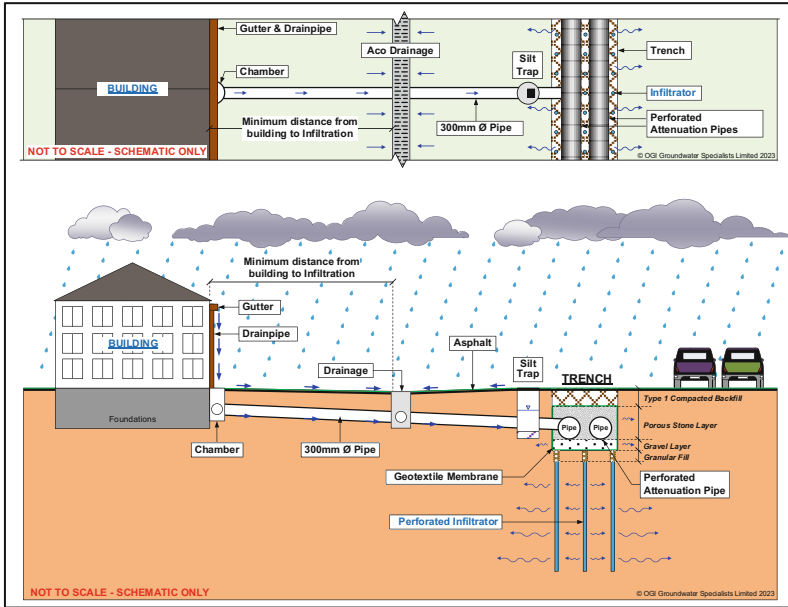 Gutter & Drainpipe
Aco Drainage
Chamber
BUILDING
Silt
Trap
Trench
Infiltrator
Minimum distance from
building to Infiltration
300mm Ø Pipe
Perforated
Attenuation Pipes
NOT TO SCALE - SCHEMATIC ONLY
© OGI Groundwater Specialists Limited 2023
Minimum distance from
building to Infiltration
Gutter
Drainpipe
BUILDING
Drainage
Asphalt
Silt
Trap
TRENCH
Type 1 Compacted Backfill
Foundations
Pipe
Pipe
Porous Stone Layer
Chamber
300mm Ø Pipe
Gravel Layer
Granular Fill
Geotextile Membrane
Perforated
Attenuation Pipe
Perforated Infiltrator
NOT TO SCALE - SCHEMATIC ONLY
© OGI Groundwater Specialists Limited 2023